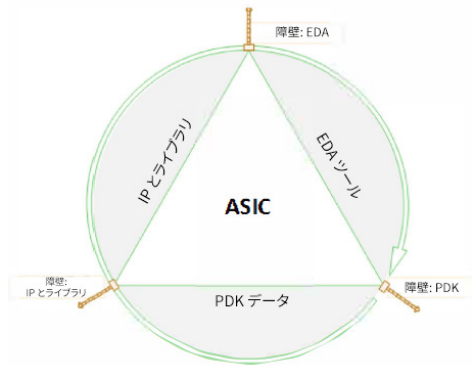 障壁: EDA
IP とライブラリ
EDA ツール
ASIC
障壁:
IP とライブラリ
PDK データ
障壁: PDK